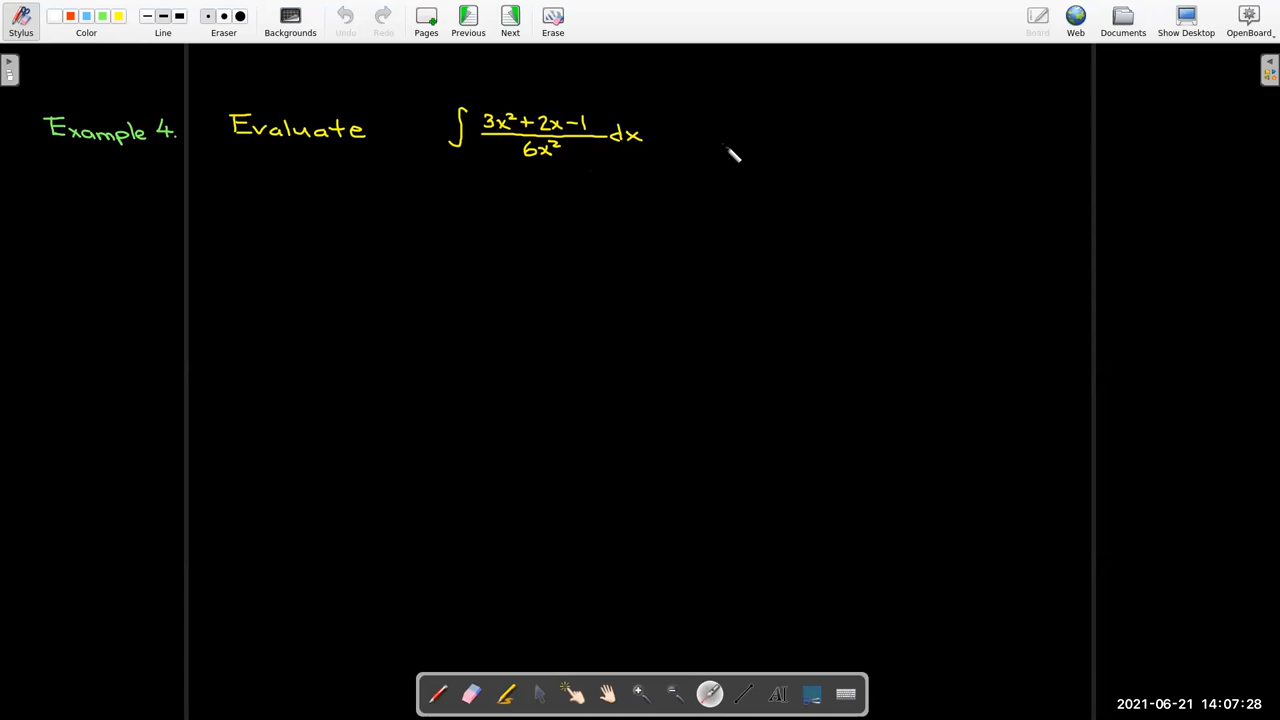 Stylus Color Line Eraser Backgrounds Undo Redo Pages Previous Next Erase Board Web Documents Show Desktop OpenBoard
Example 4. Evaluate ∫ (3x² + 2x - 1)/(6x²) dx
AI
2021-06-21 14:07:28